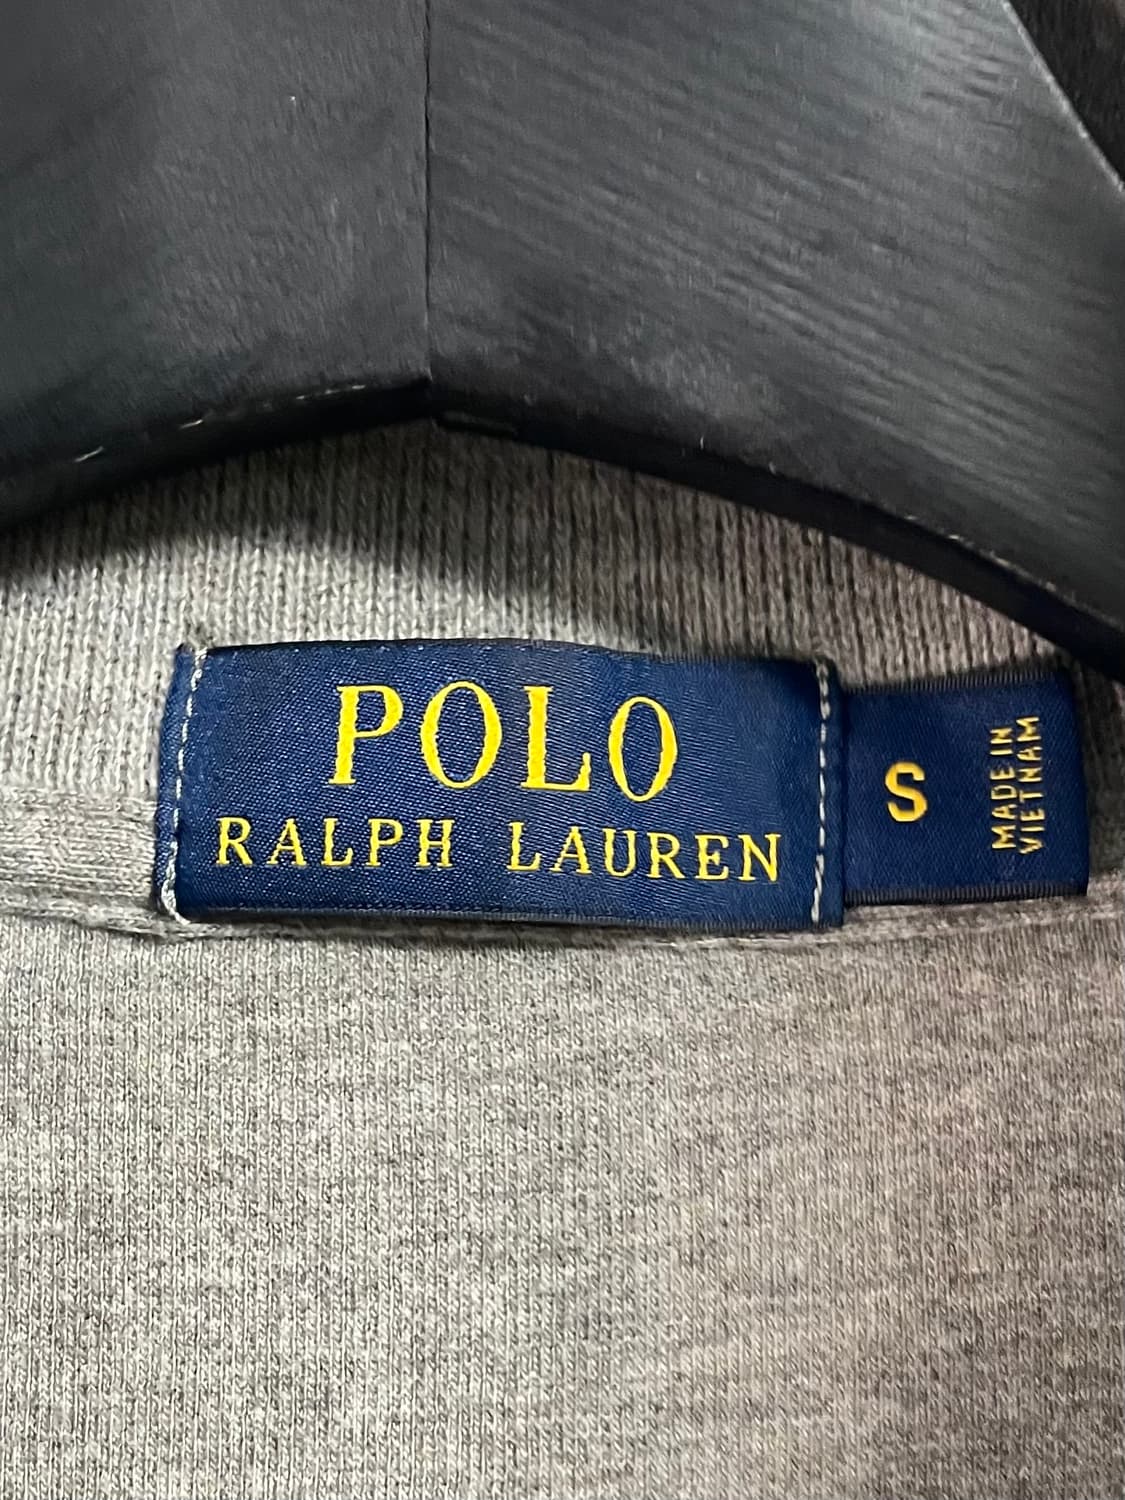 POLO
RALPH LAUREN
S
MADE IN
VIETNAM